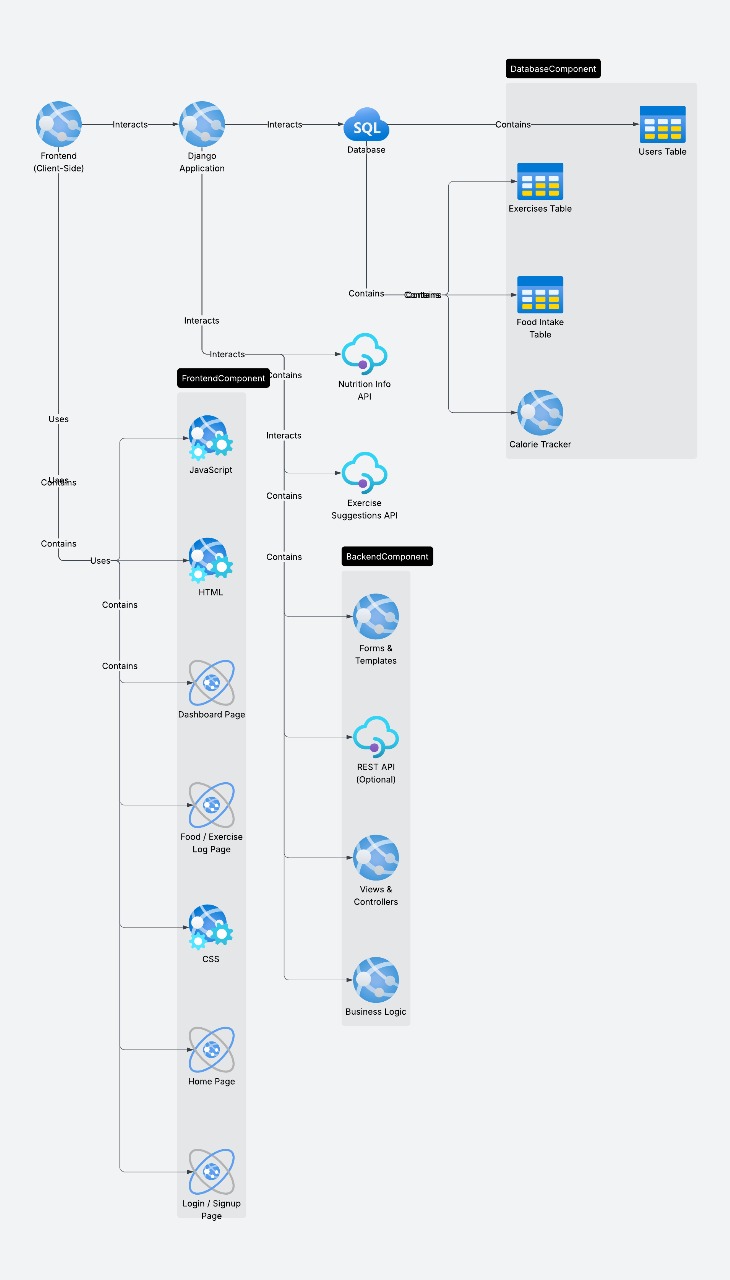 DatabaseComponent
Interacts
Interacts
SQL
Contains
Frontend
(Client-Side)
Django
Application
Database
Users Table
Exercises Table
Contains
Contains
Food Intake
Table
Interacts
Interacts
Nutrition Info
API
FrontendComponent
Contains
Uses
Interacts
Calorie Tracker
JavaScript
Uses
Contains
Contains
Exercise
Suggestions API
Contains
Contains
BackendComponent
Uses
HTML
Contains
Forms &
Templates
Contains
Dashboard Page
REST API
(Optional)
Food / Exercise
Log Page
Views &
Controllers
CSS
Business Logic
Home Page
Login / Signup
Page